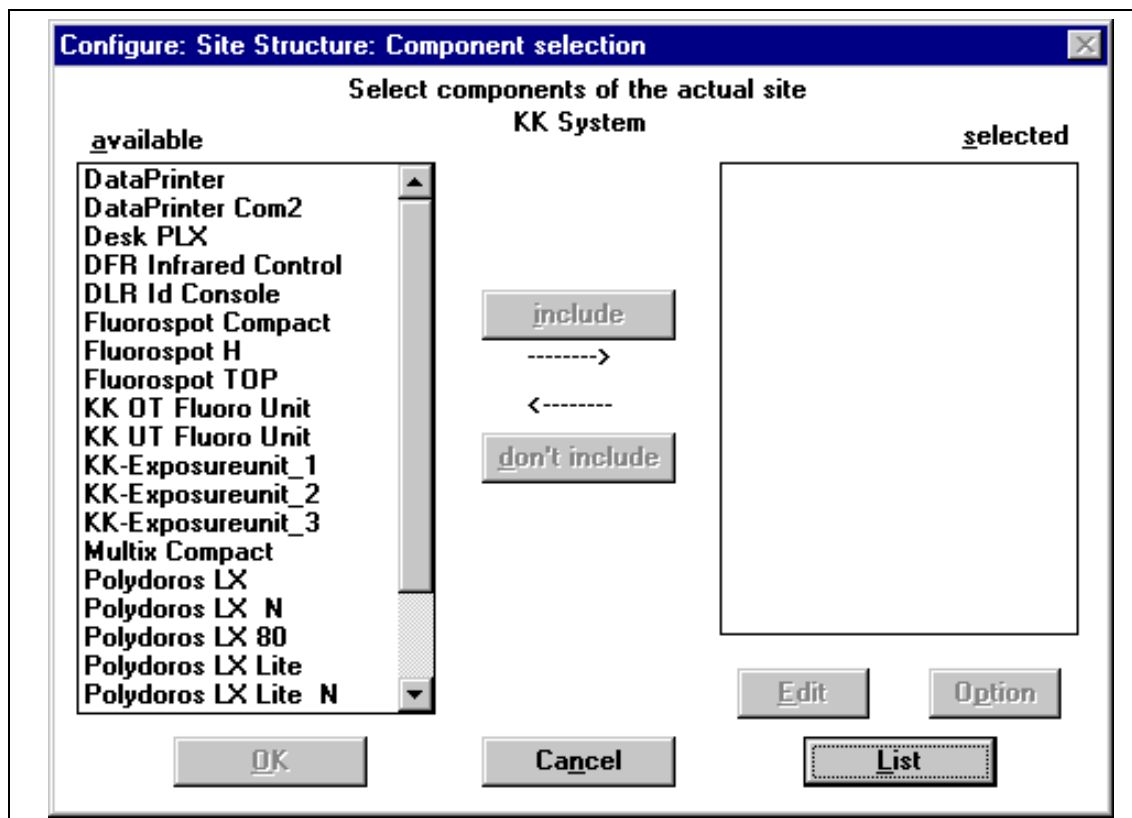 Configure: Site Structure: Component selection
Select components of the actual site
KK System
available
selected
DataPrinter
DataPrinter Com2
Desk PLX
DFR Infrared Control
DLR Id Console
Fluorospot Compact
Fluorospot H
Fluorospot TOP
KK OT Fluoro Unit
KK UT Fluoro Unit
KK-Exposureunit_1
KK-Exposureunit_2
KK-Exposureunit_3
Multix Compact
Polydoros LX
Polydoros LX  N
Polydoros LX 80
Polydoros LX Lite
Polydoros LX Lite  N
include
-------->
<--------
don't include
Edit
Option
OK
Cancel
List